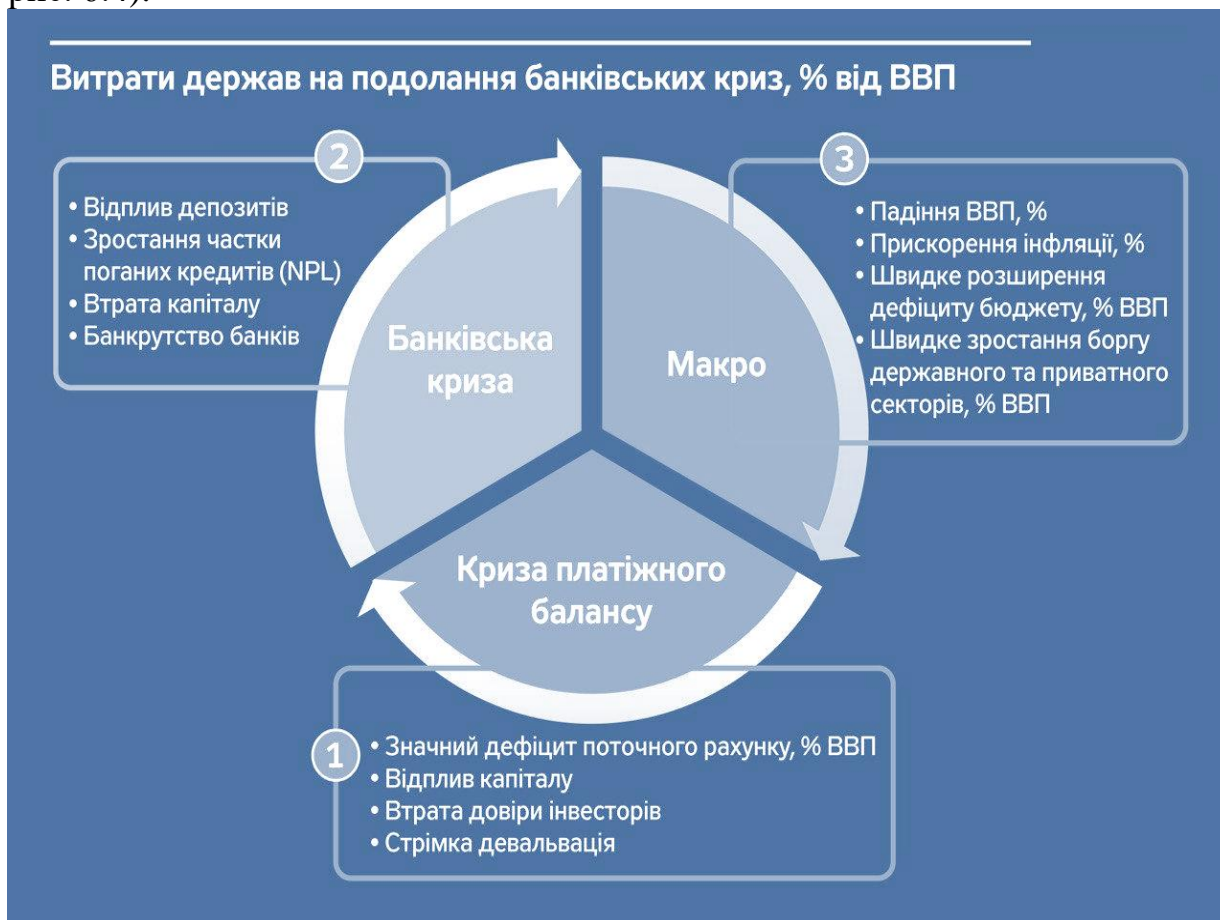 Витрати держав на подолання банківських криз, % від ВВП
2
• Відплив депозитів
• Зростання частки
поганих кредитів (NPL)
• Втрата капіталу
• Банкрутство банків
3
• Падіння ВВП, %
• Прискорення інфляції, %
• Швидке розширення
дефіциту бюджету, % ВВП
• Швидке зростання боргу
державного та приватного
секторів, % ВВП
Банківська
криза
Макро
Криза платіжного
балансу
1
• Значний дефіцит поточного рахунку, % ВВП
• Відплив капіталу
• Втрата довіри інвесторів
• Стрімка девальвація